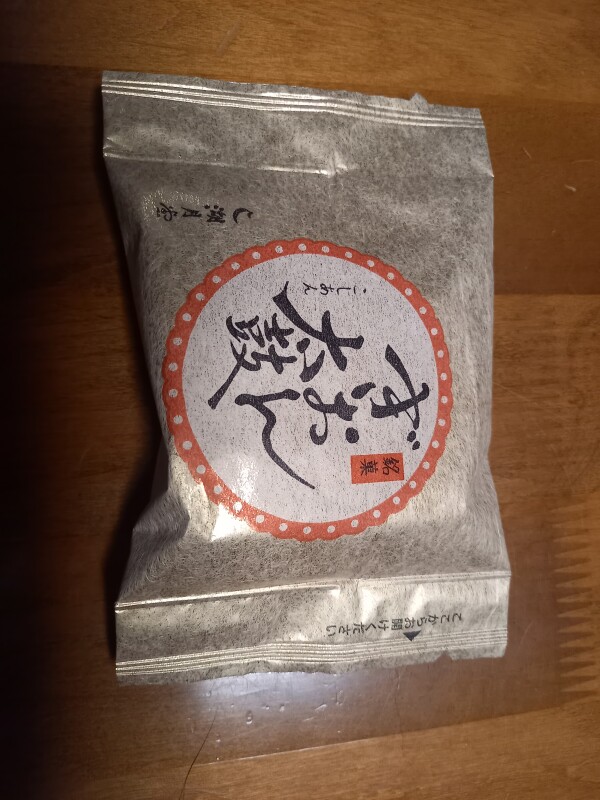 銘菓
ぎおん
太鼓
こしあん
湖月堂
ここからお開けください